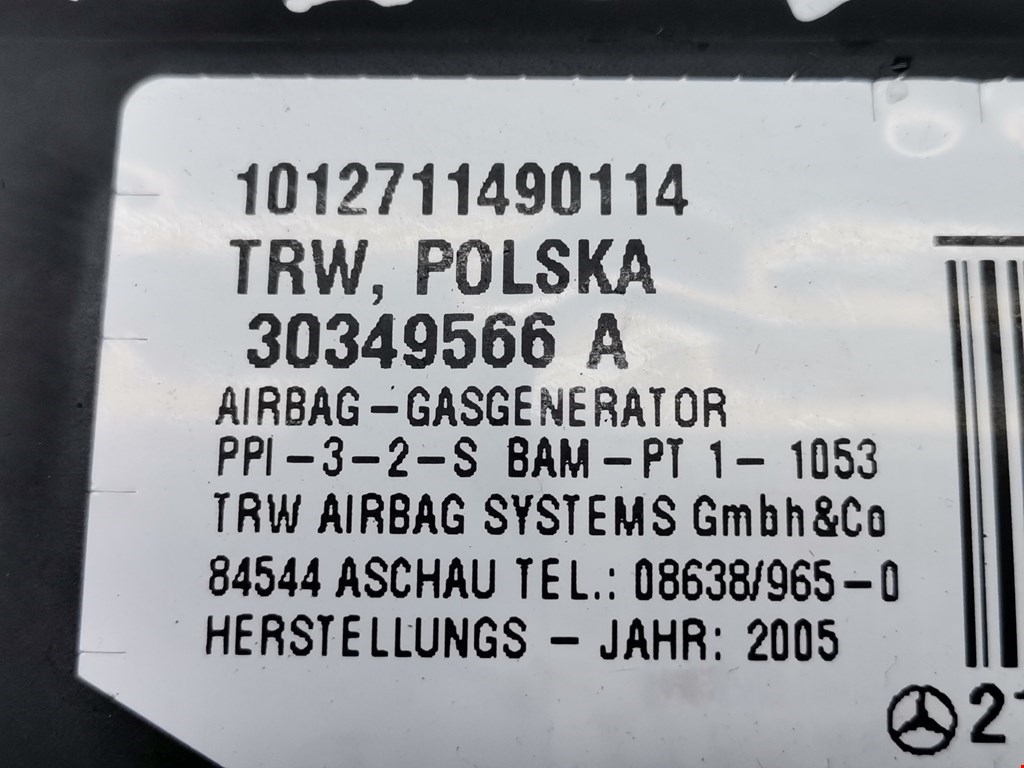 1012711490114
TRW, POLSKA
30349566 A
AIRBAG-GASGENERATOR
PPI-3-2-S BAM-PT 1- 1053
TRW AIRBAG SYSTEMS Gmbh&Co
84544 ASCHAU TEL.: 08638/965-0
HERSTELLUNGS - JAHR: 2005